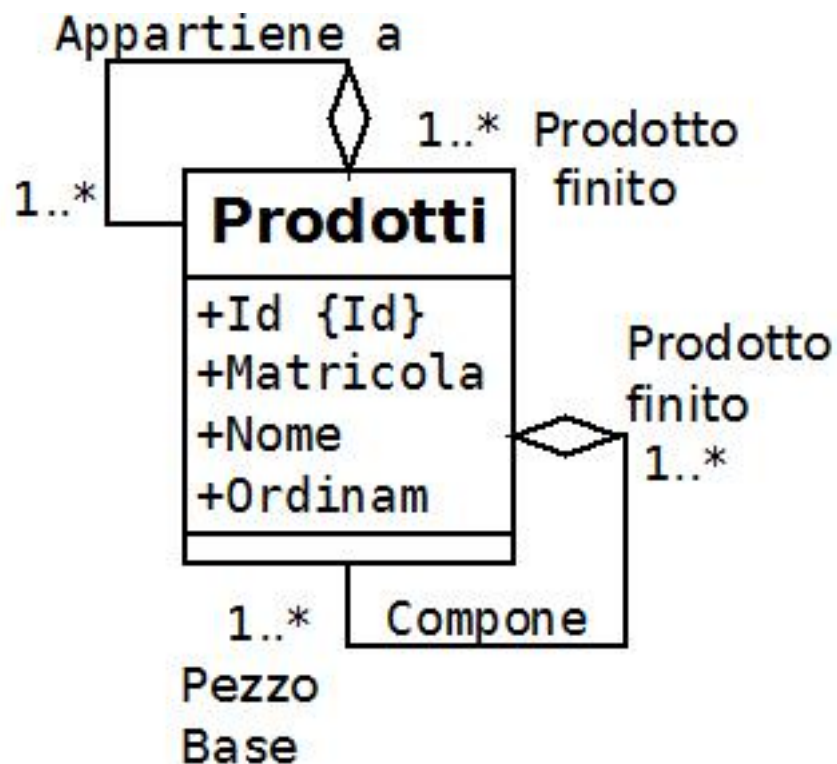 Appartiene a
1..* Prodotto
finito
1..*
Prodotti
+Id {Id}
+Matricola
+Nome
+Ordinam
Prodotto
finito
1..*
1..*
Compone
Pezzo
Base